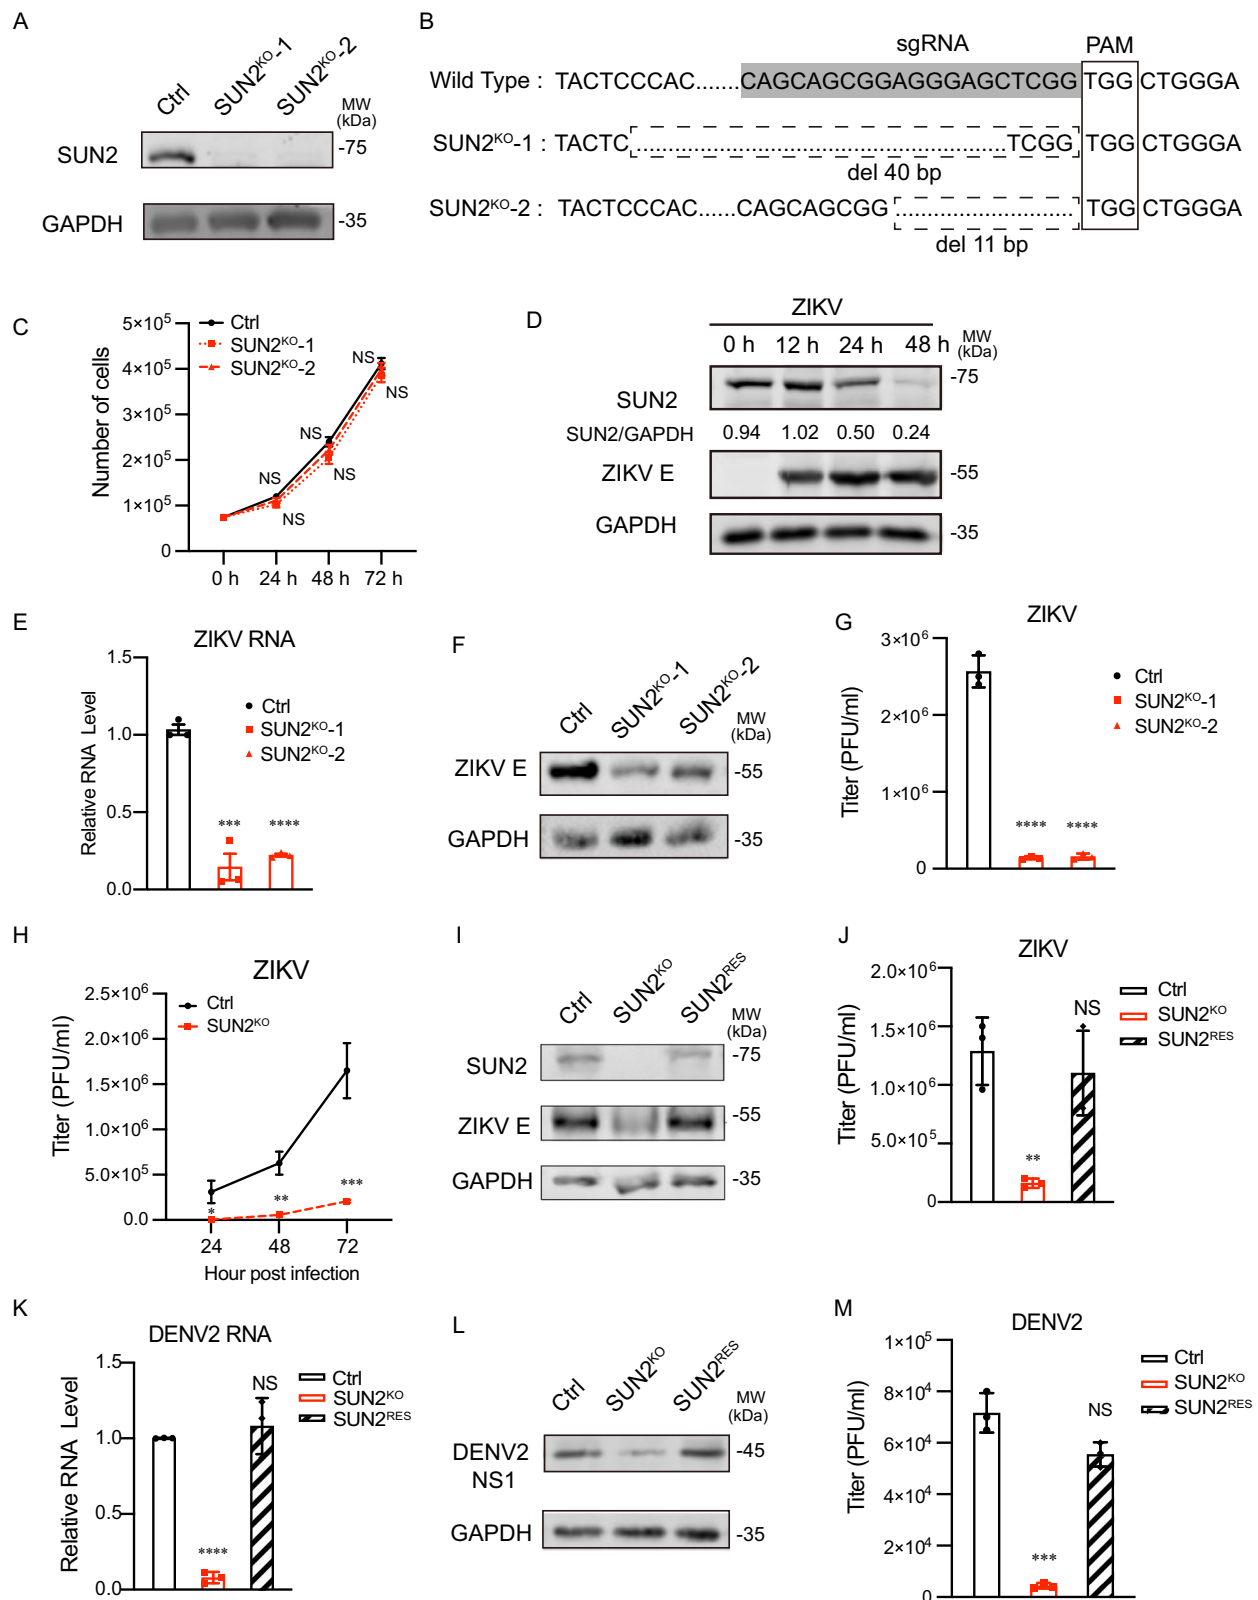 A
Ctrl
SUN2KO-1
SUN2KO-2
MW
(kDa)
SUN2
-75
GAPDH
-35
B
sgRNA
PAM
Wild Type : TACTCCCAC.......CAGCAGCGGAGGGAGCTCGG TGG CTGGGA
SUN2KO-1 : TACTC......................................................TCGG TGG CTGGGA
del 40 bp
SUN2KO-2 : TACTCCCAC......CAGCAGCGG.......................... TGG CTGGGA
del 11 bp
C
Number of cells
5×10⁵
4×10⁵
3×10⁵
2×10⁵
1×10⁵
0
Ctrl
SUN2KO-1
SUN2KO-2
NS
NS
NS
NS
NS
NS
0 h
24 h
48 h
72 h
D
ZIKV
0 h 12 h 24 h 48 h
MW
(kDa)
SUN2
-75
SUN2/GAPDH 0.94 1.02 0.50 0.24
ZIKV E
-55
GAPDH
-35
E
ZIKV RNA
Relative RNA Level
1.5
1.0
0.5
0.0
Ctrl
SUN2KO-1
SUN2KO-2
***
****
F
Ctrl
SUN2KO-1
SUN2KO-2
MW
(kDa)
ZIKV E
-55
GAPDH
-35
G
ZIKV
Titer (PFU/ml)
3×10⁶
2×10⁶
1×10⁶
0
Ctrl
SUN2KO-1
SUN2KO-2
****
****
H
ZIKV
Titer (PFU/ml)
2.5×10⁶
2.0×10⁶
1.5×10⁶
1.0×10⁶
5.0×10⁵
0.0
Ctrl
SUN2KO
*
**
***
24
48
72
Hour post infection
I
Ctrl
SUN2KO
SUN2RES
MW
(kDa)
SUN2
-75
ZIKV E
-55
GAPDH
-35
J
ZIKV
Titer (PFU/ml)
2.0×10⁶
1.5×10⁶
1.0×10⁶
5.0×10⁵
0
**
NS
Ctrl
SUN2KO
SUN2RES
K
DENV2 RNA
Relative RNA Level
1.5
1.0
0.5
0.0
****
NS
Ctrl
SUN2KO
SUN2RES
L
Ctrl
SUN2KO
SUN2RES
MW
(kDa)
DENV2
NS1
-45
GAPDH
-35
M
DENV2
Titer (PFU/ml)
1×10⁵
8×10⁴
6×10⁴
4×10⁴
2×10⁴
0
***
NS
Ctrl
SUN2KO
SUN2RES